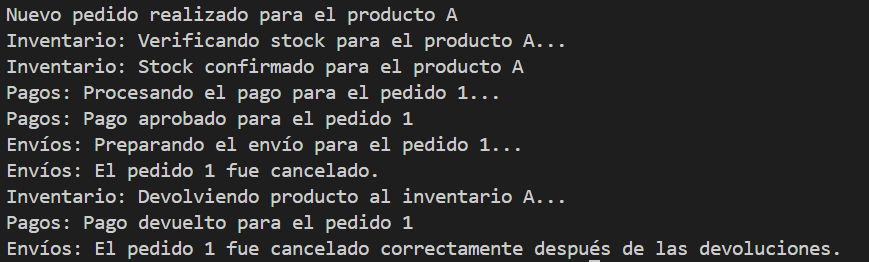 Nuevo pedido realizado para el producto A
Inventario: Verificando stock para el producto A...
Inventario: Stock confirmado para el producto A
Pagos: Procesando el pago para el pedido 1...
Pagos: Pago aprobado para el pedido 1
Envíos: Preparando el envío para el pedido 1...
Envíos: El pedido 1 fue cancelado.
Inventario: Devolviendo producto al inventario A...
Pagos: Pago devuelto para el pedido 1
Envíos: El pedido 1 fue cancelado correctamente después de las devoluciones.